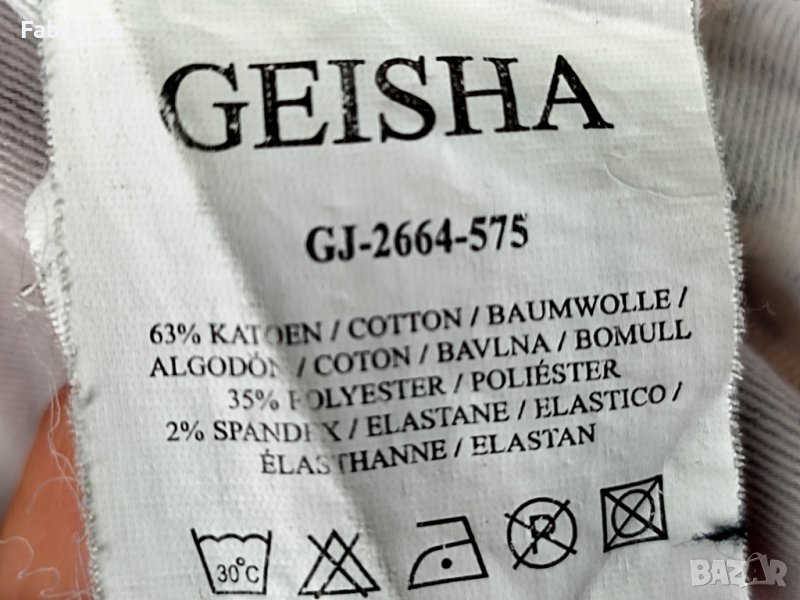 GEISHA
GJ-2664-575
63% KATOEN / COTTON / BAUMWOLLE /
ALGODÓN / COTON / BAVLNA / BOMULL
35% POLYESTER / POLIÉSTER
2% SPANDEX / ELASTANE / ELASTICO /
ÉLASTHANNE / ELASTAN
30°C
P
BAZAR